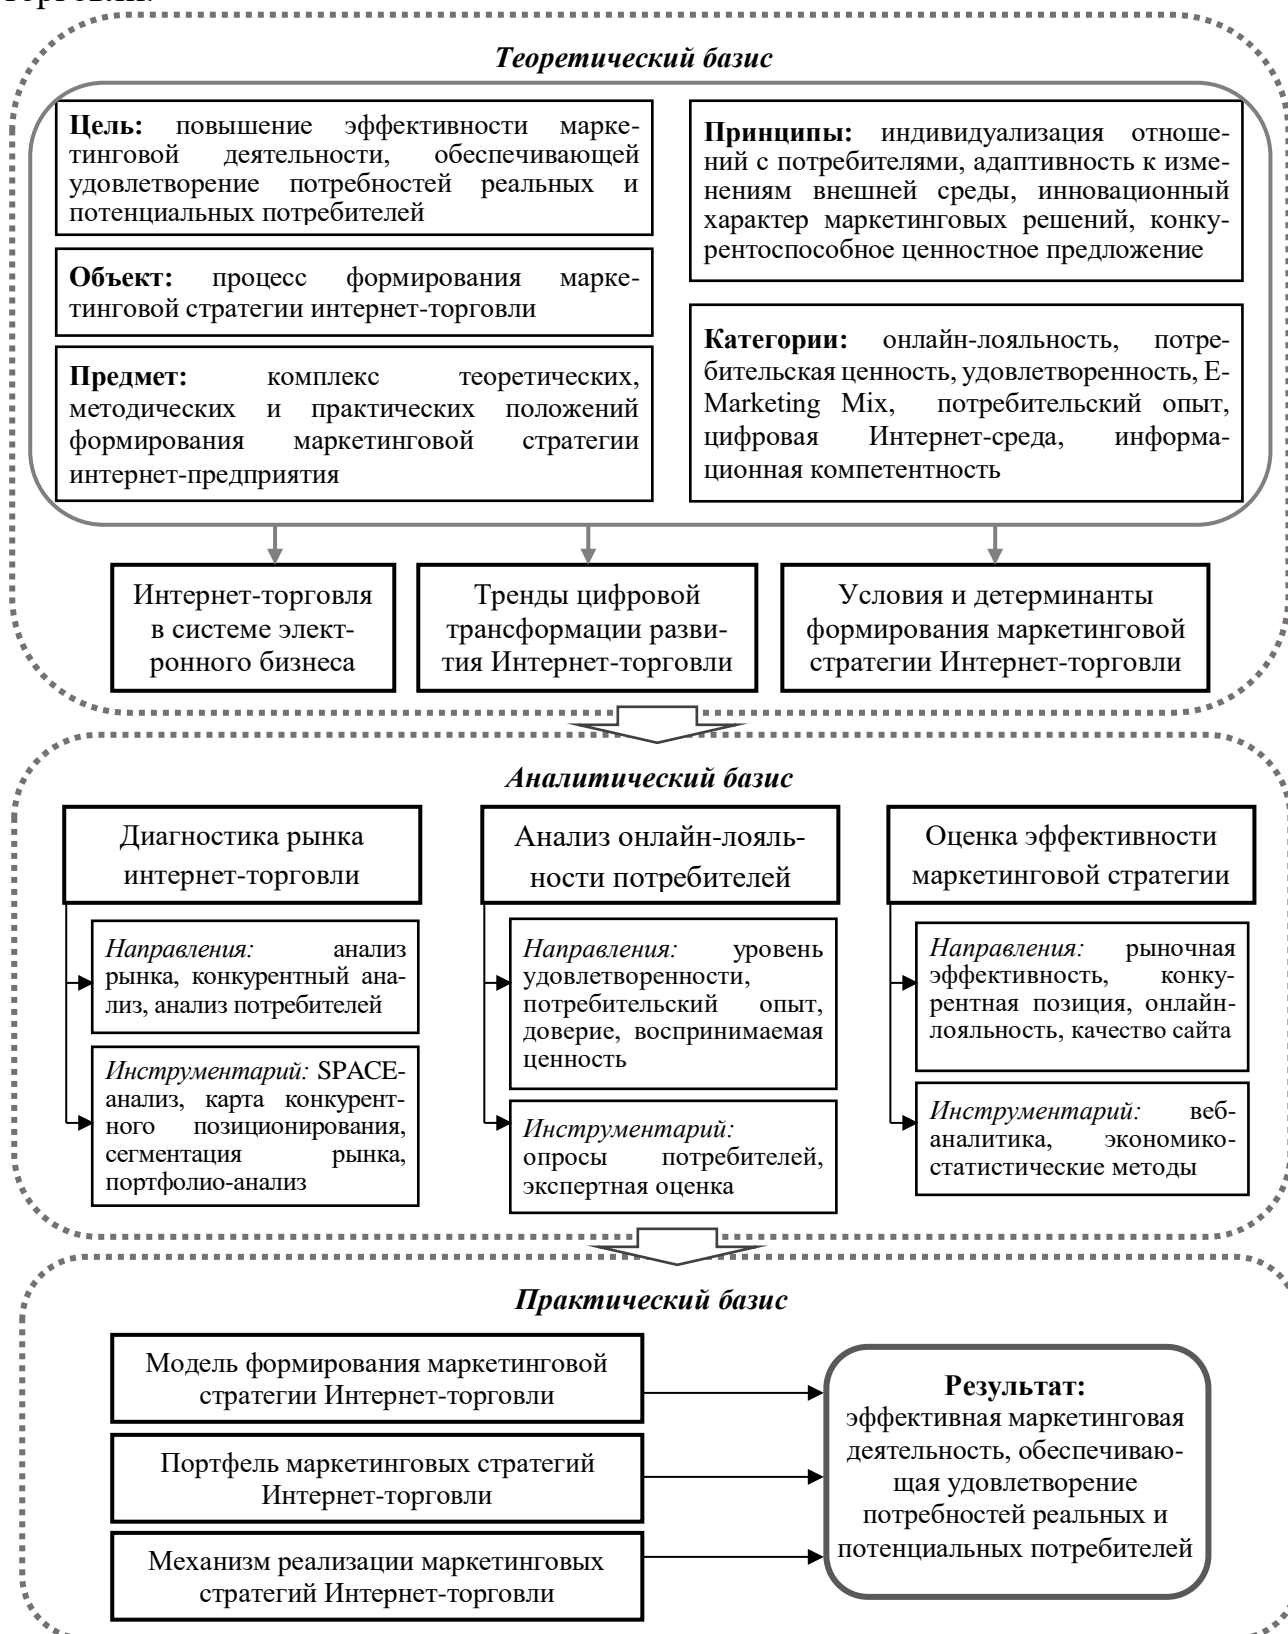 торговли.
Теоретический базис
Цель: повышение эффективности марке-
тинговой деятельности, обеспечивающей
удовлетворение потребностей реальных и
потенциальных потребителей
Объект: процесс формирования марке-
тинговой стратегии интернет-торговли
Предмет: комплекс теоретических,
методических и практических положений
формирования маркетинговой стратегии
интернет-предприятия
Принципы: индивидуализация отноше-
ний с потребителями, адаптивность к изме-
нениям внешней среды, инновационный
характер маркетинговых решений, конку-
рентоспособное ценностное предложение
Категории: онлайн-лояльность, потре-
бительская ценность, удовлетворенность, E-
Marketing Mix, потребительский опыт,
цифровая Интернет-среда, информа-
ционная компетентность
Интернет-торговля
в системе элект-
ронного бизнеса
Тренды цифровой
трансформации разви-
тия Интернет-торговли
Условия и детерминанты
формирования маркетинговой
стратегии Интернет-торговли
Аналитический базис
Диагностика рынка
интернет-торговли
Направления: анализ
рынка, конкурентный ана-
лиз, анализ потребителей
Инструментарий: SPACE-
анализ, карта конкурент-
ного позиционирования,
сегментация рынка,
портфолио-анализ
Анализ онлайн-лояль-
ности потребителей
Направления: уровень
удовлетворенности,
потребительский опыт,
доверие, воспринимаемая
ценность
Инструментарий:
опросы потребителей,
экспертная оценка
Оценка эффективности
маркетинговой стратегии
Направления: рыночная
эффективность, конку-
рентная позиция, онлайн-
лояльность, качество сайта
Инструментарий: веб-
аналитика, экономико-
статистические методы
Практический базис
Модель формирования маркетинговой
стратегии Интернет-торговли
Портфель маркетинговых стратегий
Интернет-торговли
Механизм реализации маркетинговых
стратегий Интернет-торговли
Результат:
эффективная маркетинговая
деятельность, обеспечиваю-
щая удовлетворение
потребностей реальных и
потенциальных потребителей